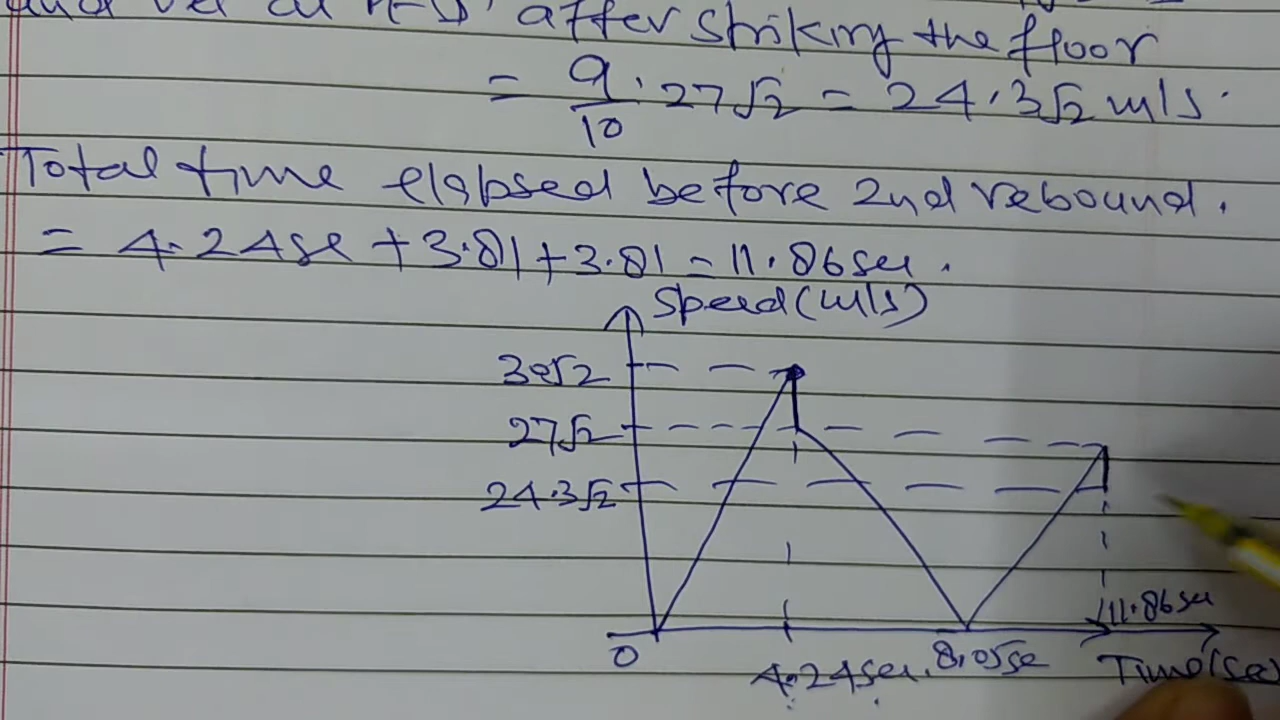 after striking the floor
= 9/10 . 27√2 = 24.3√2 m/s.
Total time elapsed before 2nd rebound.
= 4.24se + 3.81 + 3.81 = 11.86sec.
Speed (m/s)
30√2
27√2
24.3√2
11.86sec
0
4.24sec.
8.05se
Time (sec)